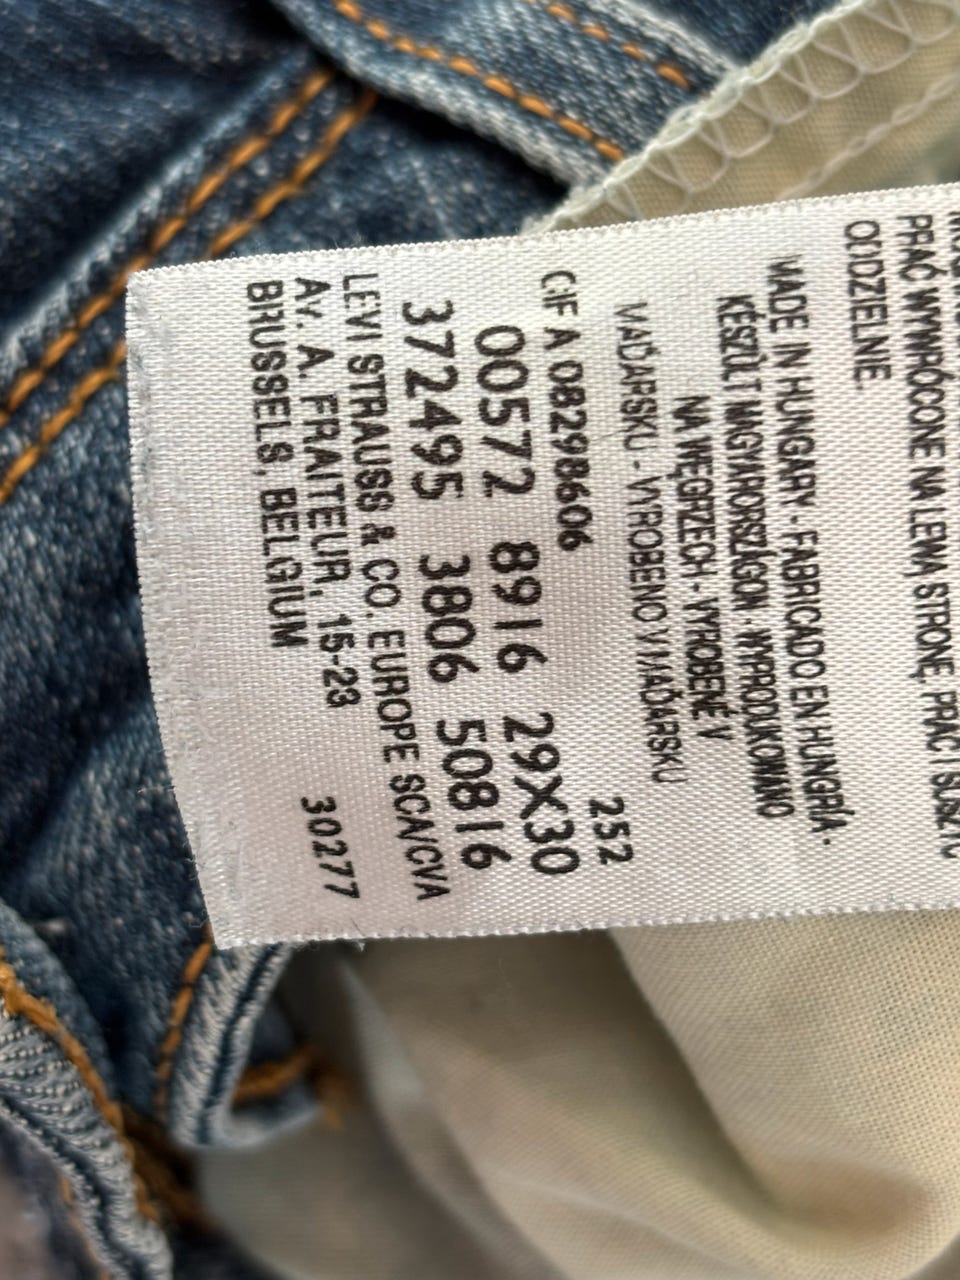 PRAĆ WYWRÓCONE NA LEWĄ STRONĘ, PRAĆ I SUSZYĆ
ODZIELNE
MADE IN HUNGARY - FABRICADO EN HUNGRÍA -
KÉSZÜLT MAGYARORSZÁGON - WYPRODUKOWANO
NA WĘGRZECH - VYROBENÉ V
MAĎARSKU - VYROBENO V MAĎARSKU
252
CIF A 08298606
00572 8916 29X30
372495 3806 50816
LEVI STRAUSS & CO. EUROPE SCA/CVA
AV. A. FRAITEUR, 15-23
BRUSSELS, BELGIUM 30277